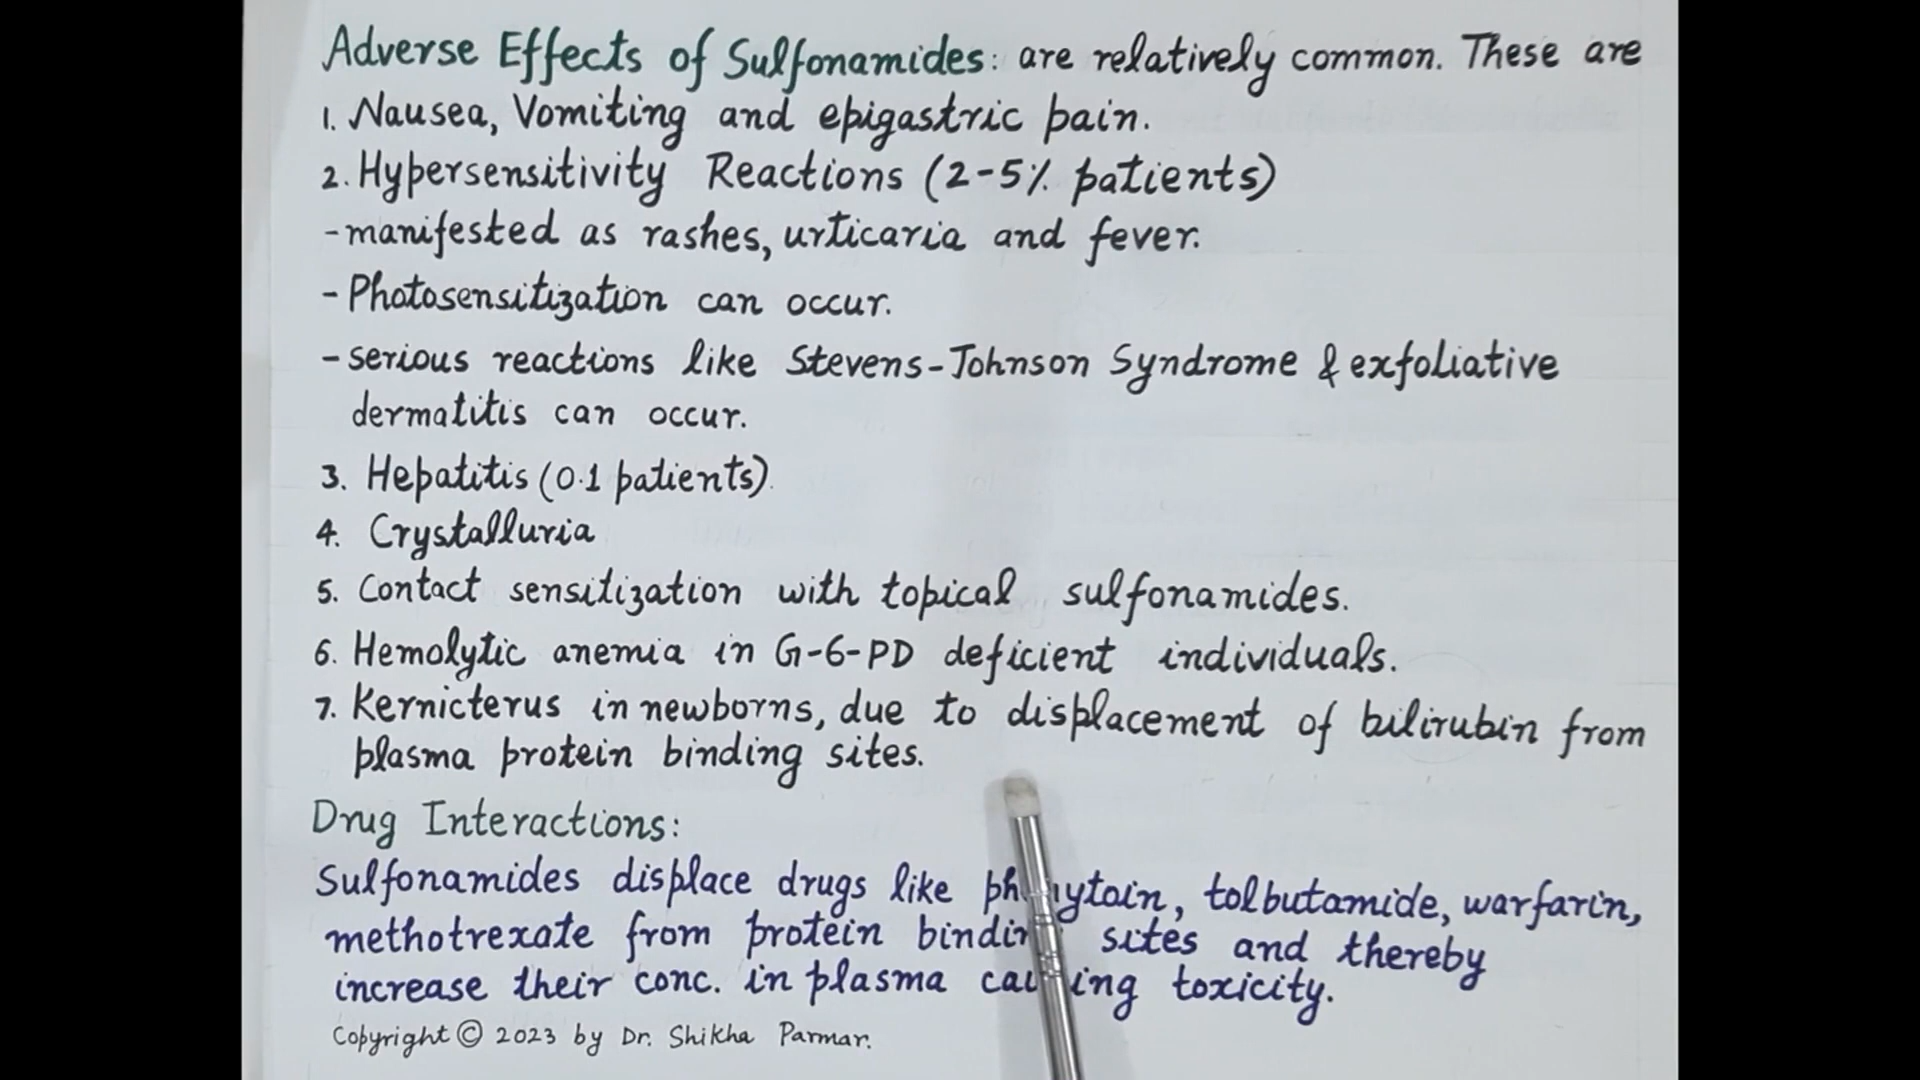 Adverse Effects of Sulfonamides: are relatively common. These are
1. Nausea, Vomiting and epigastric pain.
2. Hypersensitivity Reactions (2-5% patients)
- manifested as rashes, urticaria and fever.
- Photosensitization can occur.
- serious reactions like Stevens-Johnson Syndrome & exfoliative
dermatitis can occur.
3. Hepatitis (0.1 patients)
4. Crystalluria
5. Contact sensitization with topical sulfonamides.
6. Hemolytic anemia in G-6-PD deficient individuals.
7. Kernicterus in newborns, due to displacement of bilirubin from
plasma protein binding sites.
Drug Interactions:
Sulfonamides displace drugs like tolbutamide, warfarin,
methotrexate from protein sites and thereby
increase their conc. in plasma toxicity.
Copyright © 2023 by Dr. Shikha Parmar.